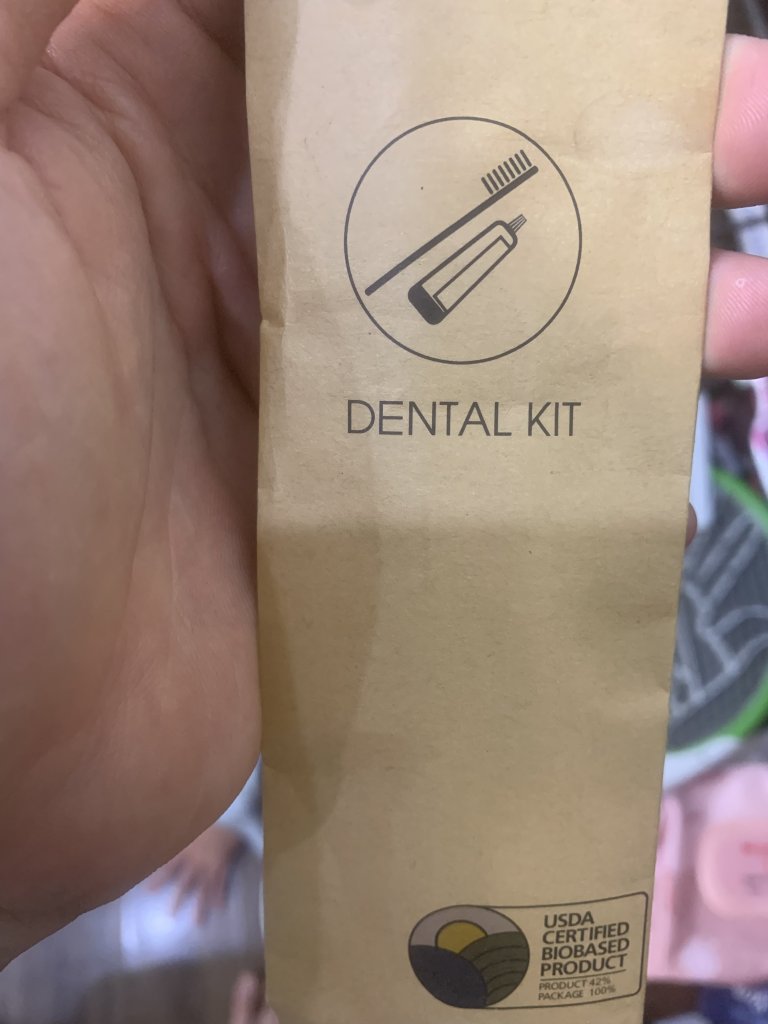 DENTAL KIT
USDA
CERTIFIED
BIOBASED
PRODUCT
PRODUCT 42%
PACKAGE 100%